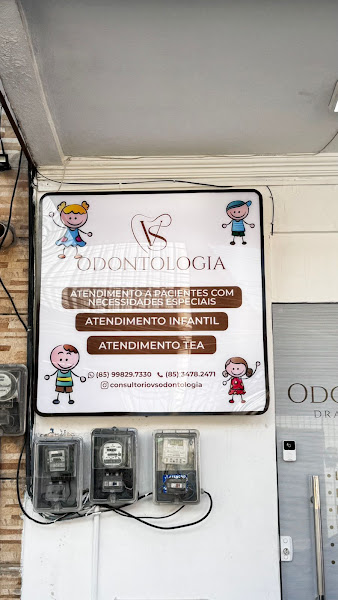 VS
ODONTOLOGIA
ATENDIMENTO A PACIENTES COM
NECESSIDADES ESPECIAIS
ATENDIMENTO INFANTIL
ATENDIMENTO TEA
(85) 99829.7330 (85) 3478.2471
consultoriovsodontologia
ODO
DRA
ATENÇÃO